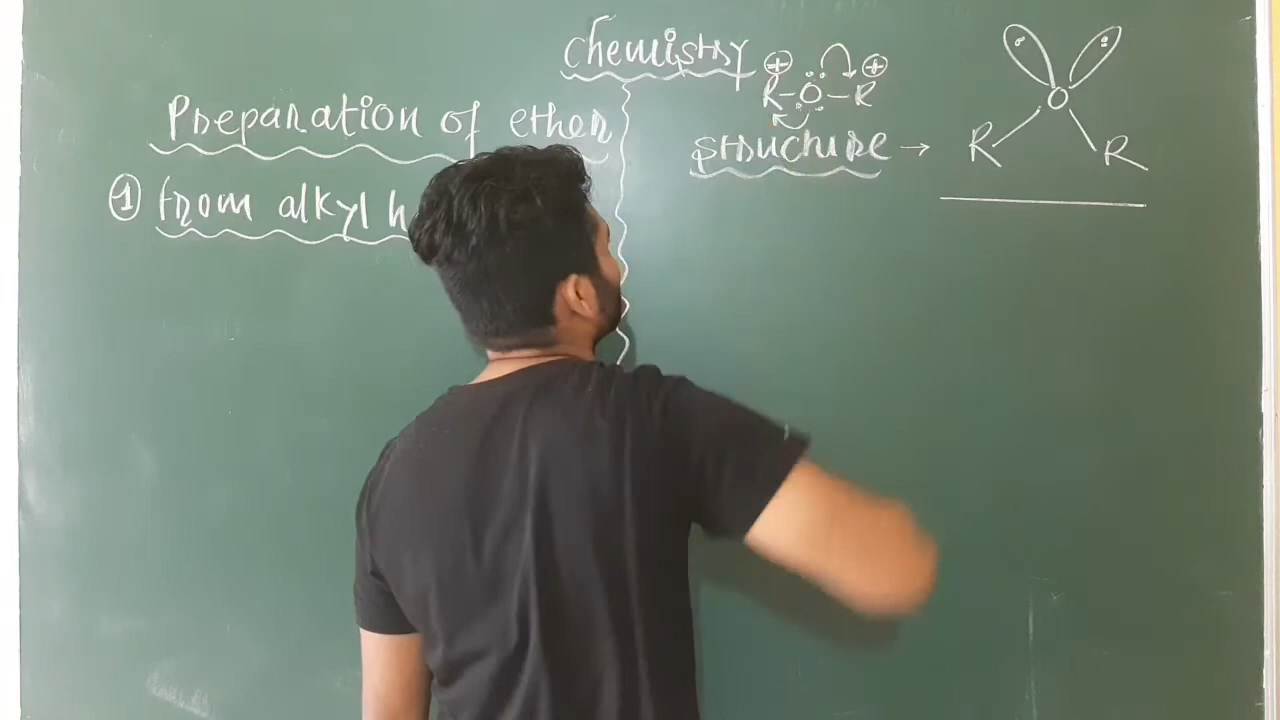 chemistry
Preparation of ether
① from alkyl h
⊕ ⊕
R-O-R
structure →
O
R R